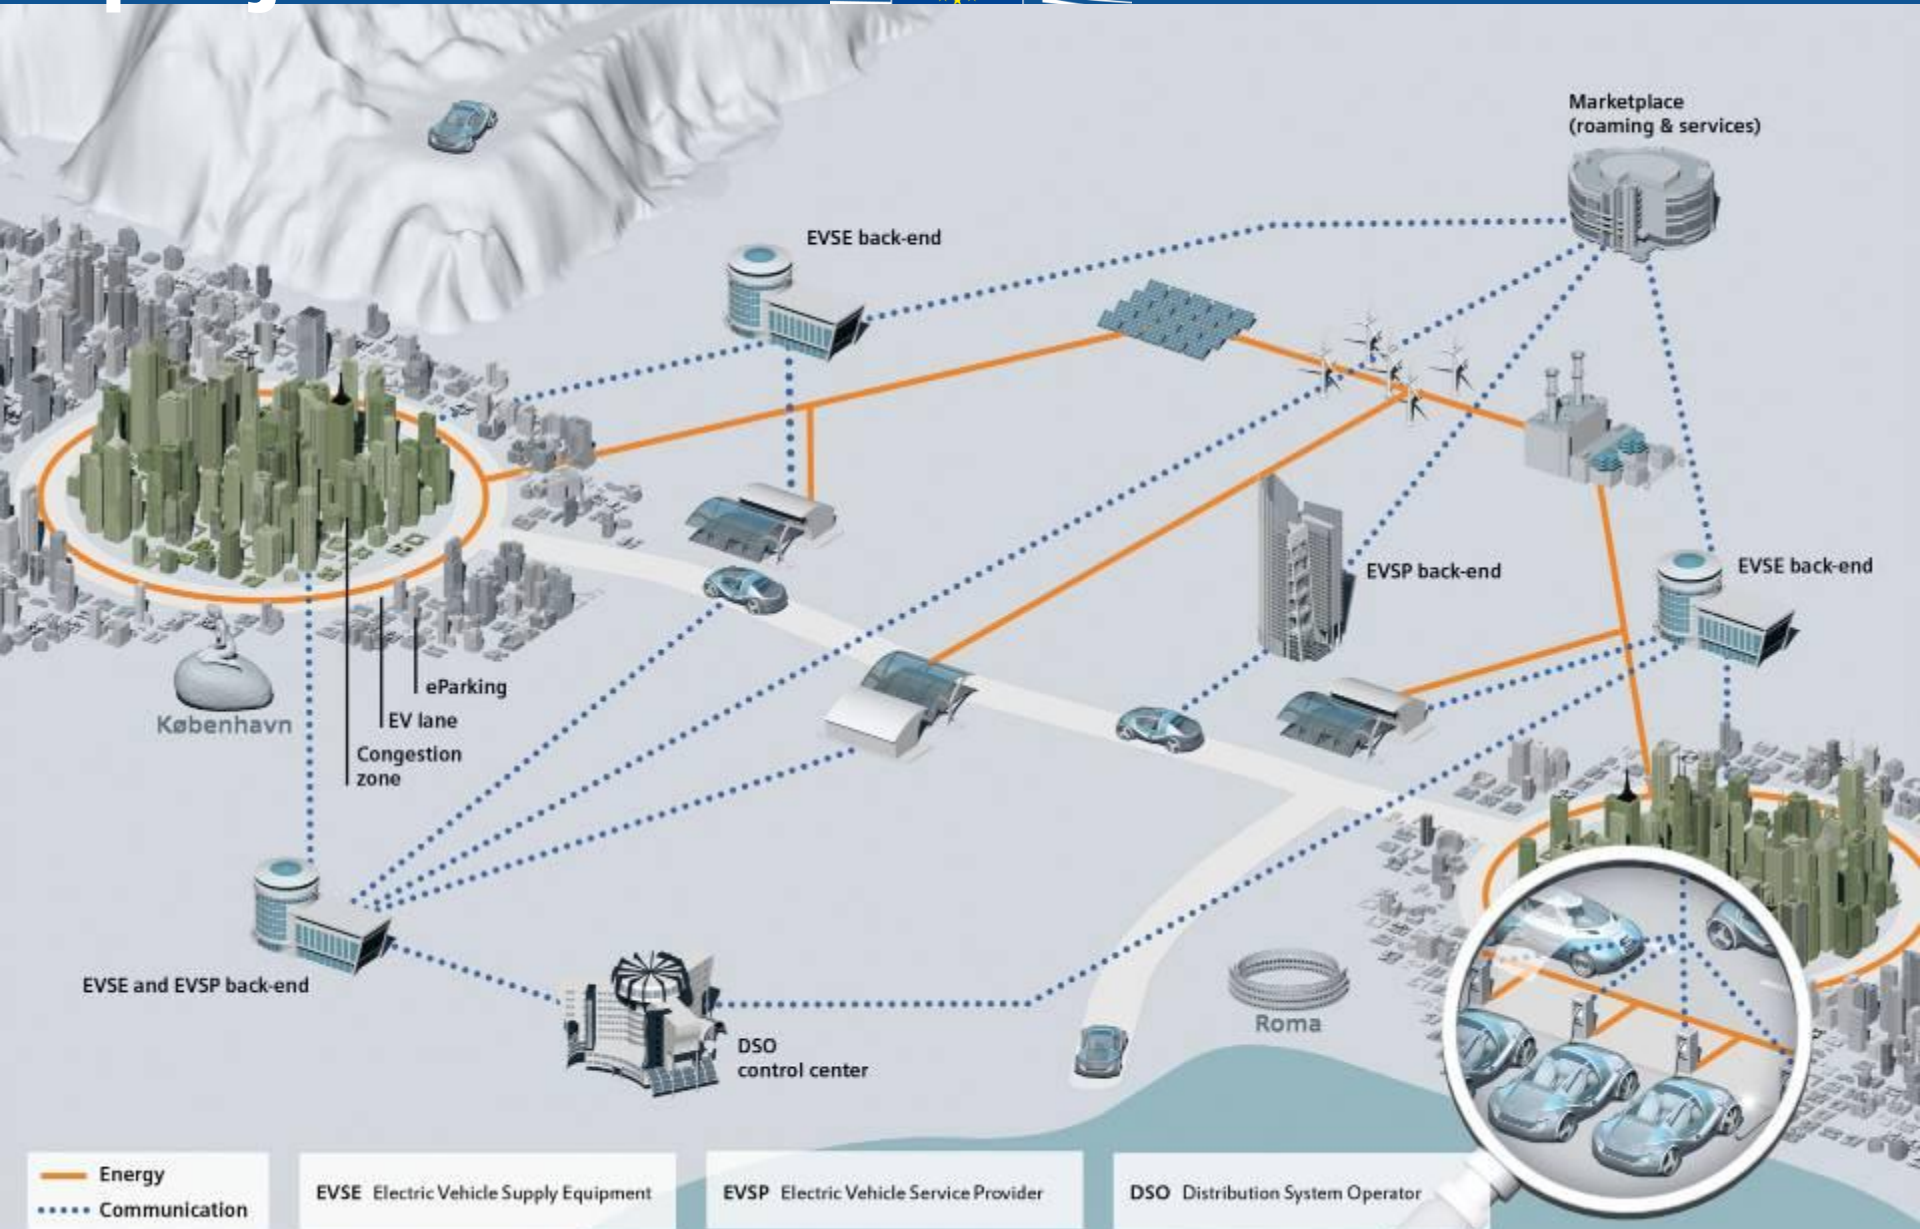 Marketplace
(roaming & services)
EVSE back-end
EVSP back-end
EVSE back-end
eParking
EV lane
Congestion
zone
København
EVSE and EVSP back-end
DSO
control center
Roma
Energy
Communication
EVSE Electric Vehicle Supply Equipment
EVSP Electric Vehicle Service Provider
DSO Distribution System Operator